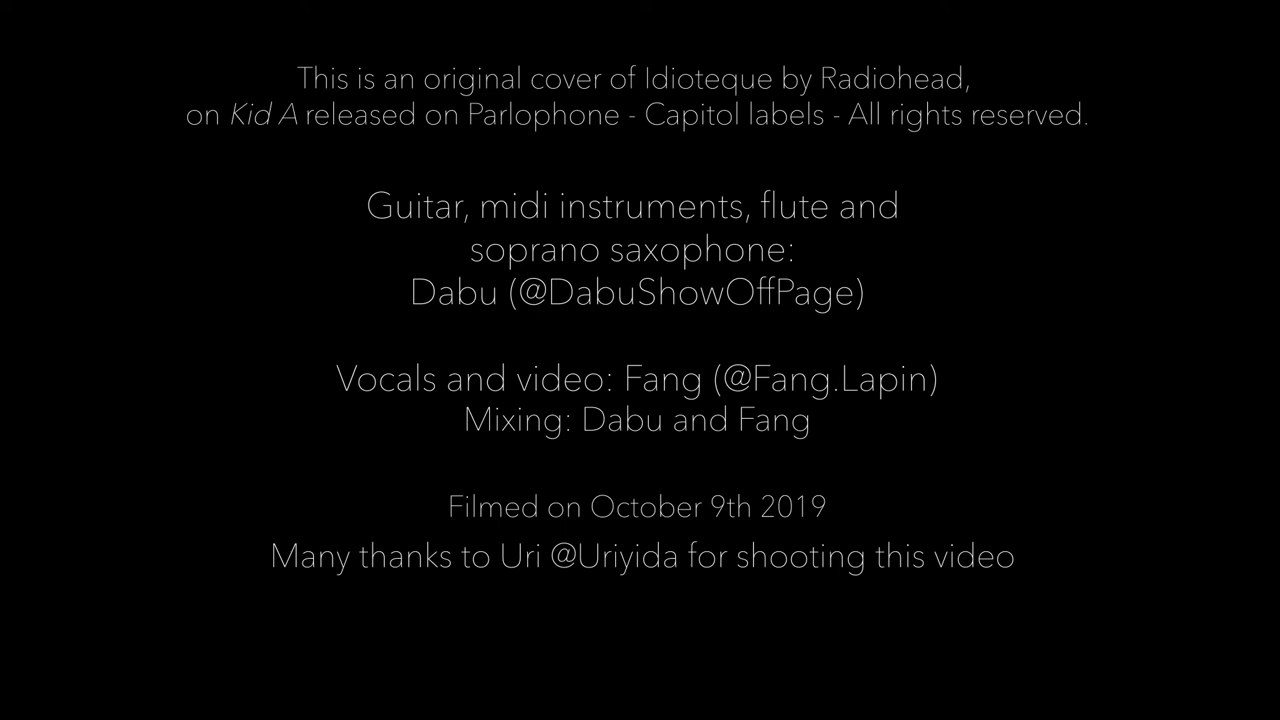 This is an original cover of Idioteque by Radiohead,
on Kid A released on Parlophone - Capitol labels - All rights reserved.
Guitar, midi instruments, flute and
soprano saxophone:
Dabu (@DabuShowOffPage)
Vocals and video: Fang (@Fang.Lapin)
Mixing: Dabu and Fang
Filmed on October 9th 2019
Many thanks to Uri @Uriyida for shooting this video